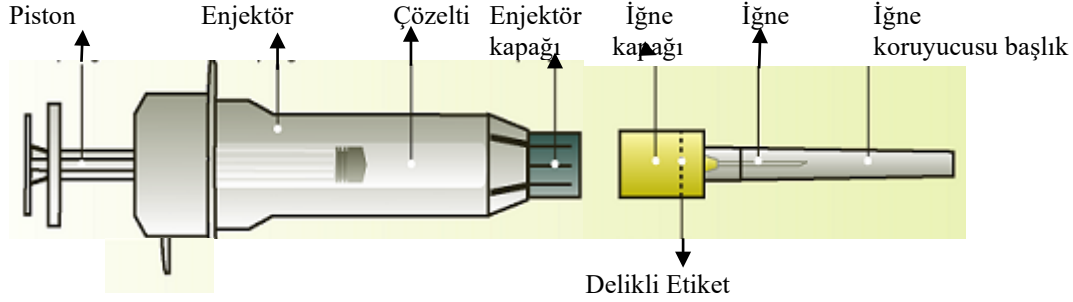 Piston Enjektör Çözelti Enjektör İğne İğne İğne
kapağı kapağı koruyucusu başlık
Delikli Etiket